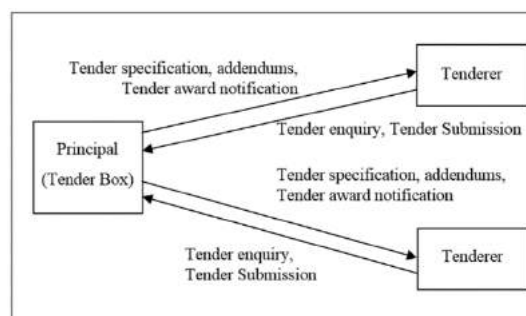 Tender specification, addendums,
Tender award notification
Tenderer
Tender enquiry, Tender Submission
Principal
(Tender Box)
Tender specification, addendums,
Tender award notification
Tender enquiry,
Tender Submission
Tenderer